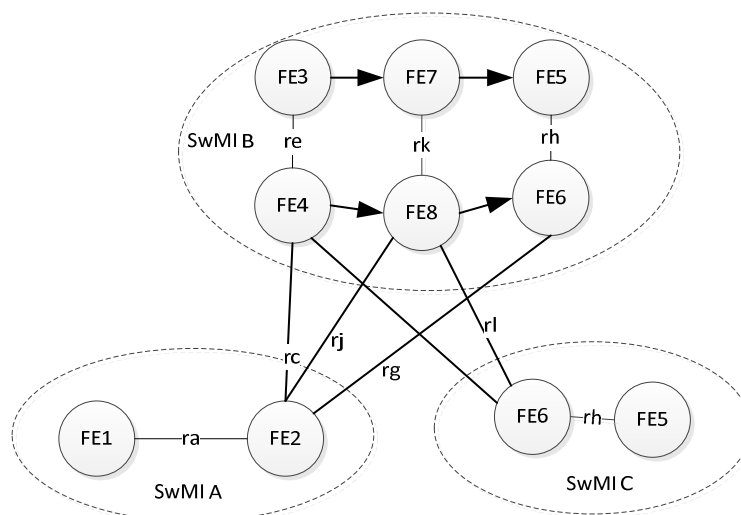 FE3 FE7 FE5
SwMI B
re rk rh
FE4 FE8 FE6
rc rj rg rl
FE1 ra FE2
FE6 rh FE5
SwMI A
SwMI C